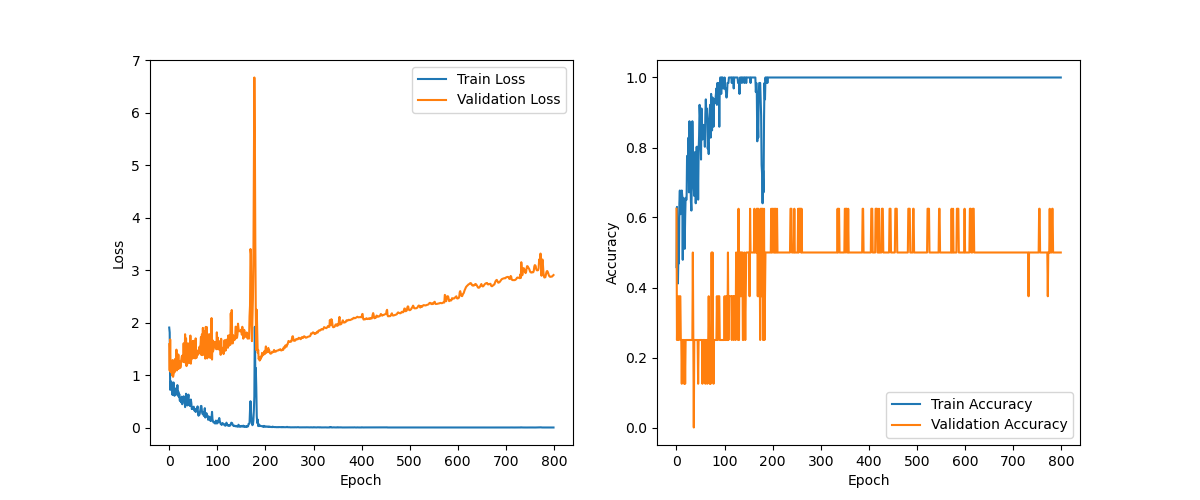 7
6
5
4
3
2
1
0
Loss
0 100 200 300 400 500 600 700 800
Epoch
Train Loss
Validation Loss
1.0
0.8
0.6
0.4
0.2
0.0
Accuracy
0 100 200 300 400 500 600 700 800
Epoch
Train Accuracy
Validation Accuracy